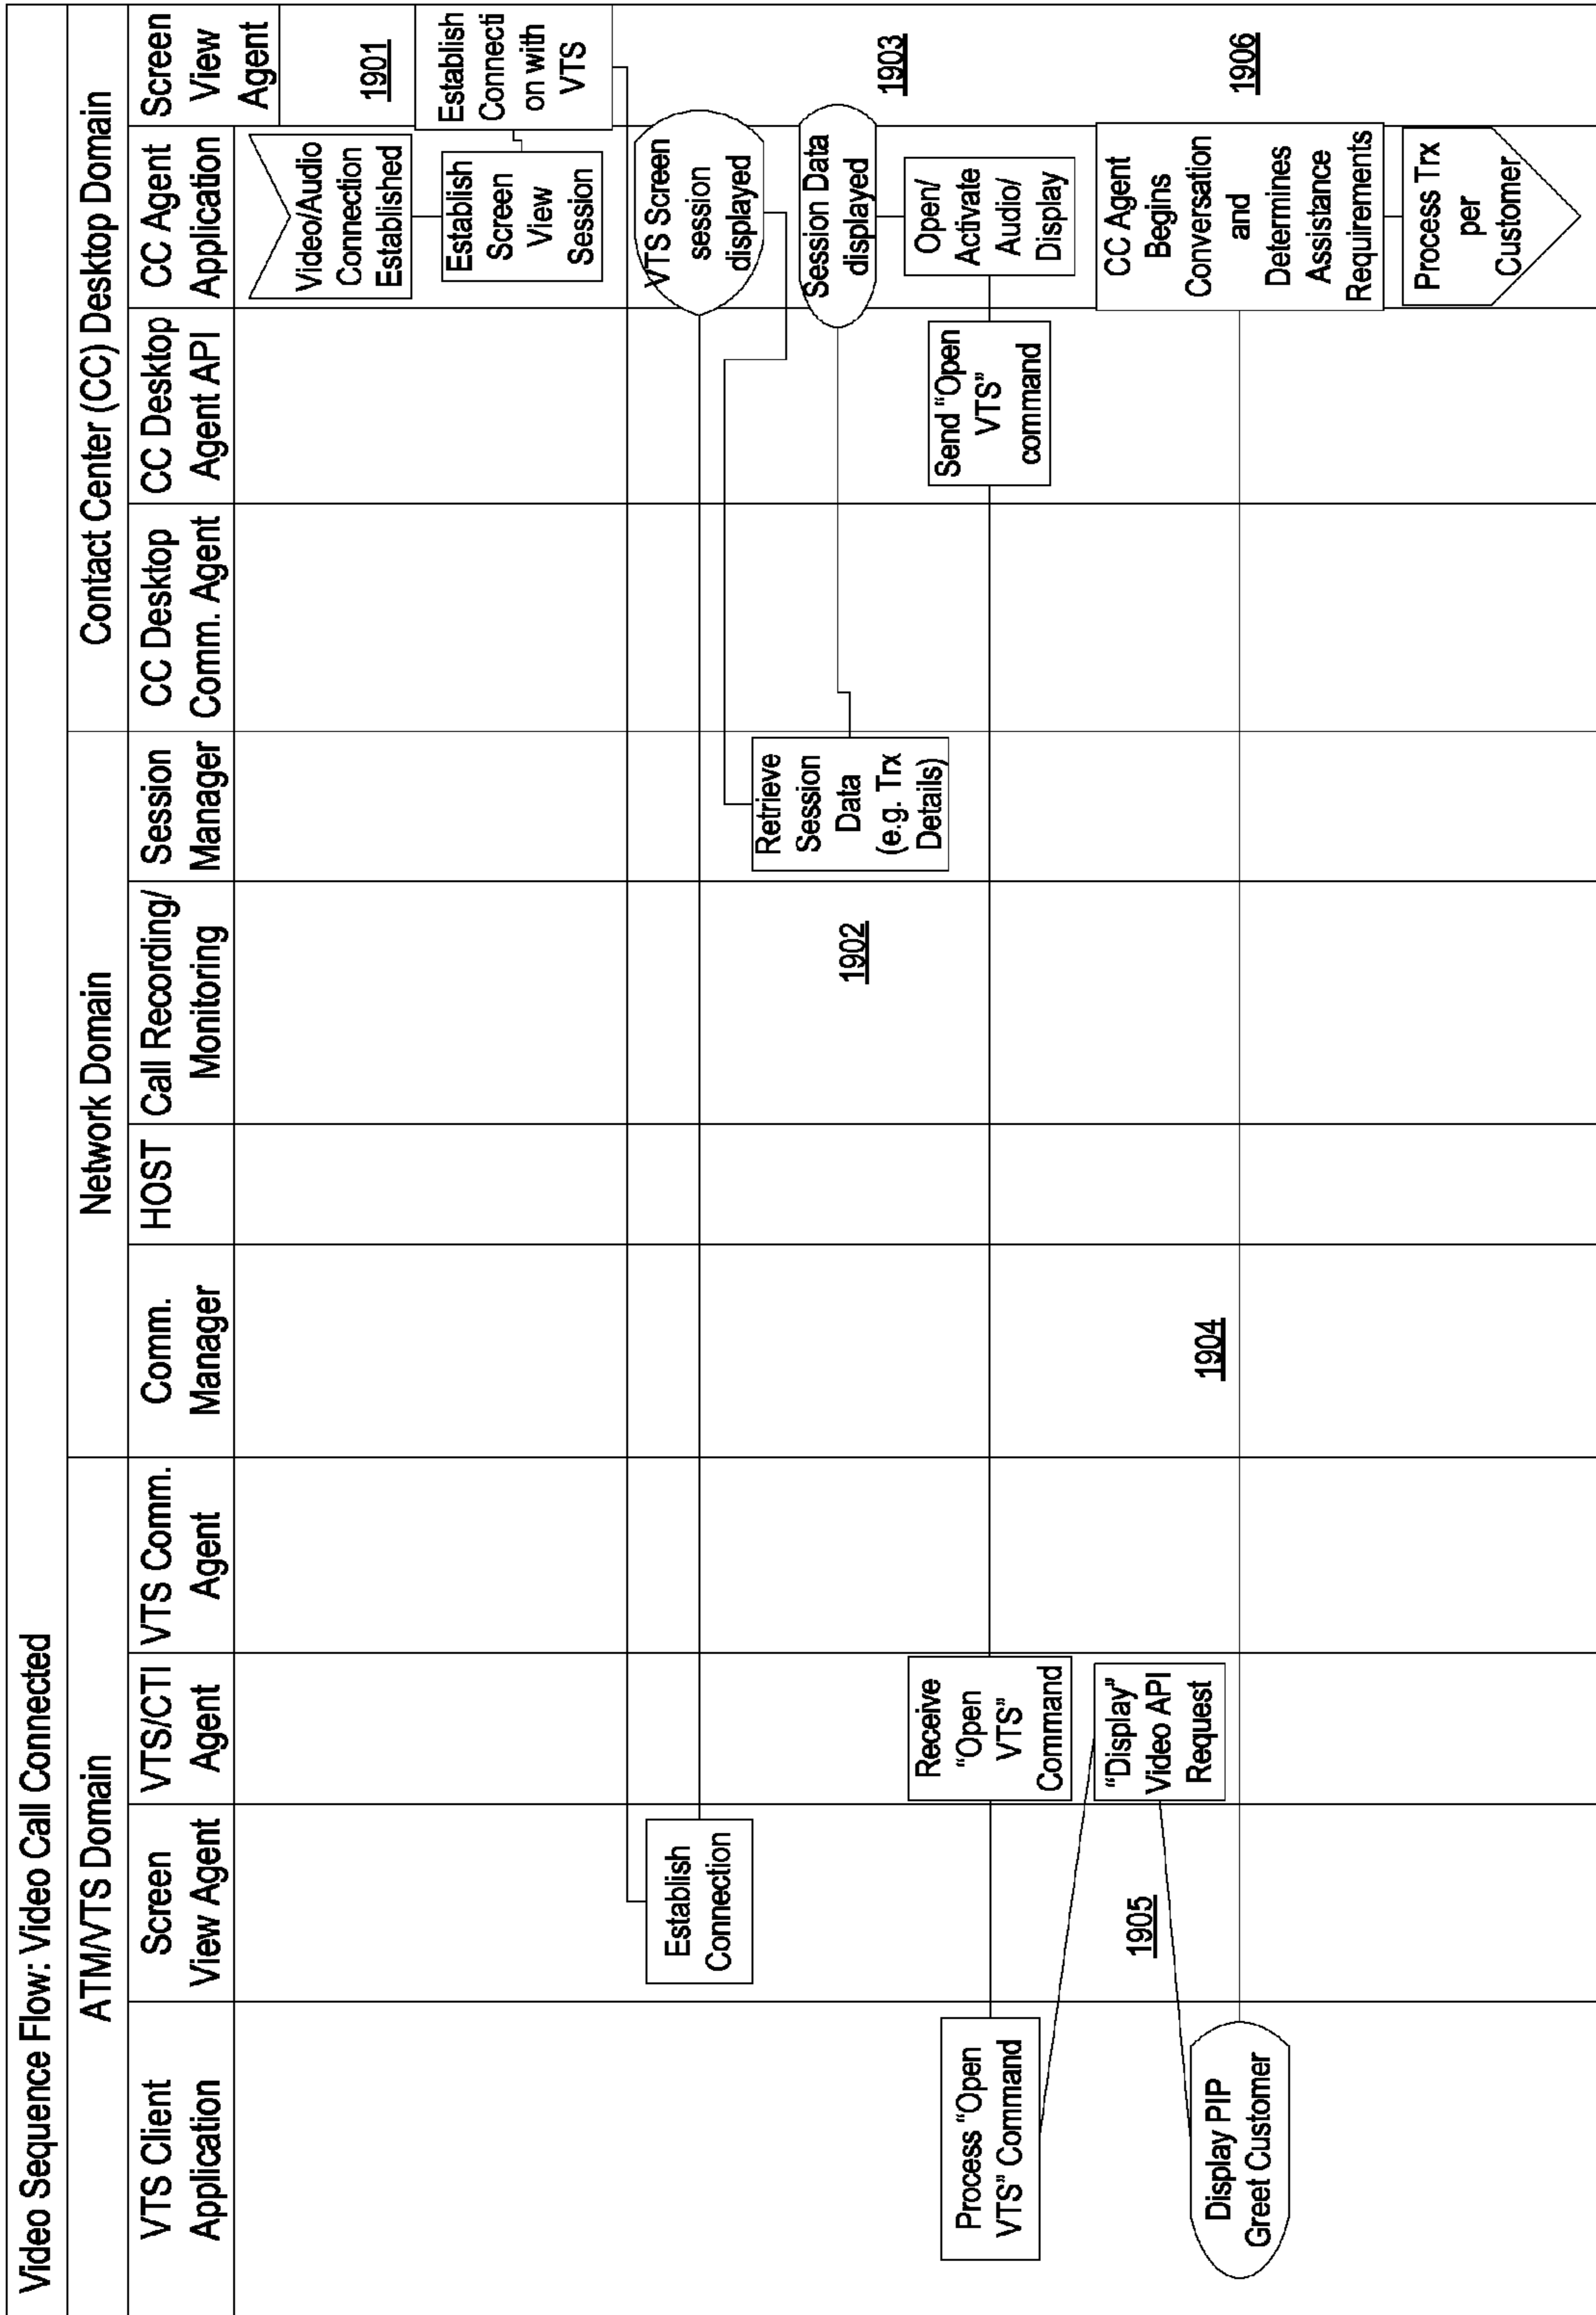 Video Sequence Flow: Video Call Connected
ATM/VTS Domain
Network Domain
Contact Center (CC) Desktop Domain
VTS Client
Application
Screen
View Agent
VTS/CTI
Agent
VTS Comm.
Agent
Comm.
Manager
HOST
Call Recording/
Monitoring
Session
Manager
CC Desktop
Comm. Agent
CC Desktop
Agent API
CC Agent
Application
Screen
View
Agent
Video/Audio
Connection
Established
1901
Establish
Screen
View
Session
Establish
Connecti
on with
VTS
Establish
Connection
VTS Screen
session
displayed
Retrieve
Session
Data
(e.g. Trx
Details)
1902
Session Data
displayed
1903
Open/
Activate
Audio/
Display
Send “Open
VTS”
command
Receive
“Open
VTS”
Command
Process “Open
VTS” Command
“Display”
Video API
Request
1904
1905
Display PIP
Greet Customer
CC Agent
Begins
Conversation
and
Determines
Assistance
Requirements
1906
Process Trx
per
Customer